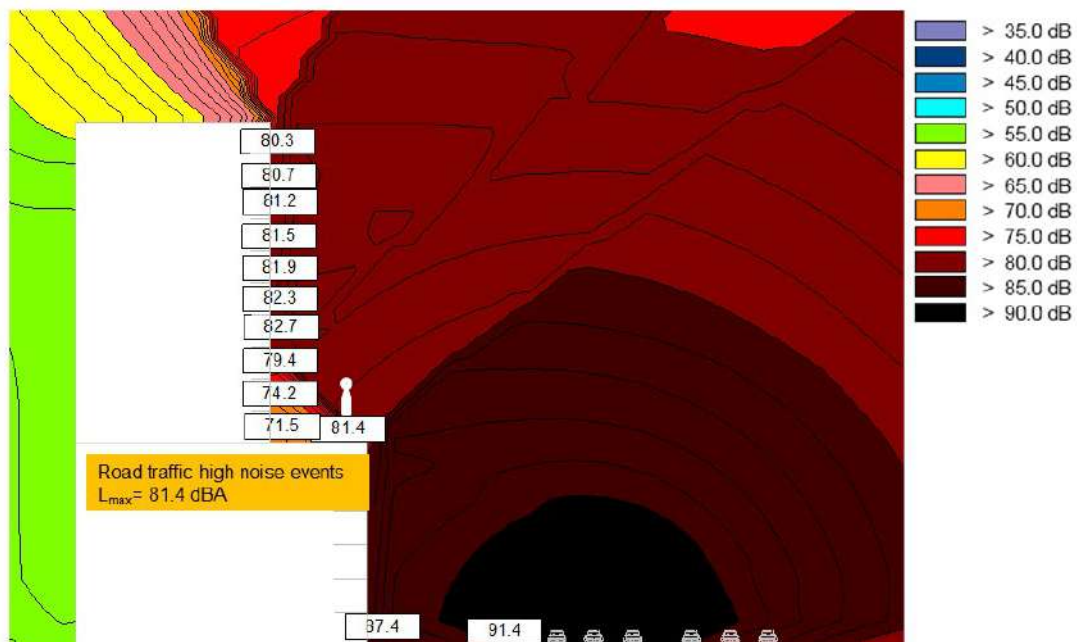 > 35.0 dB
> 40.0 dB
> 45.0 dB
> 50.0 dB
> 55.0 dB
> 60.0 dB
> 65.0 dB
> 70.0 dB
> 75.0 dB
> 80.0 dB
> 85.0 dB
> 90.0 dB
80.3
80.7
81.2
81.5
81.9
82.3
82.7
79.4
74.2
71.5
81.4
Road traffic high noise events
Lmax= 81.4 dBA
87.4
91.4